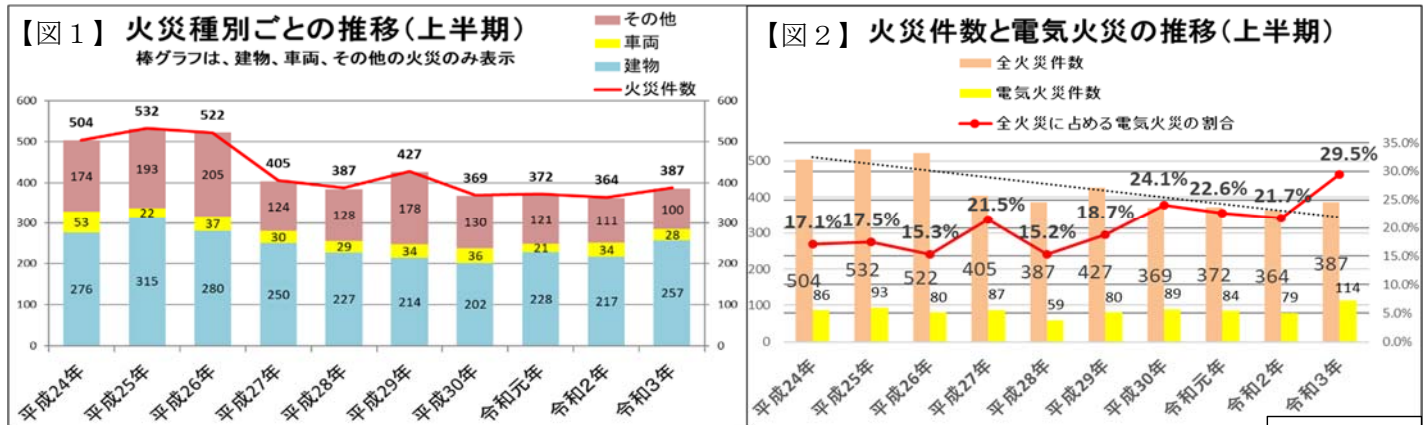 【図１】 火災種別ごとの推移(上半期)
棒グラフは、建物、車両、その他の火災のみ表示
その他
車両
建物
火災件数
600 600
500 500
400 400
300 300
200 200
100 100
0 0
504 532 522 405 387 427 369 372 364 387
174 193 205 124 128 178 130 121 111 100
53 22 37 30 29 34 36 21 34 28
276 315 280 250 227 214 202 228 217 257
平成24年 平成25年 平成26年 平成27年 平成28年 平成29年 平成30年 令和元年 令和2年 令和3年
【図２】 火災件数と電気火災の推移(上半期)
全火災件数
電気火災件数
全火災に占める電気火災の割合
35.0%
500 30.0%
400 25.0%
300 20.0%
200 15.0%
100 10.0%
5.0%
0 0.0%
17.1% 17.5% 15.3% 21.5% 15.2% 18.7% 24.1% 22.6% 21.7% 29.5%
504 532 522 405 387 427 369 372 364 387
86 93 80 87 59 80 89 84 79 114
平成24年 平成25年 平成26年 平成27年 平成28年 平成29年 平成30年 令和元年 令和2年 令和3年